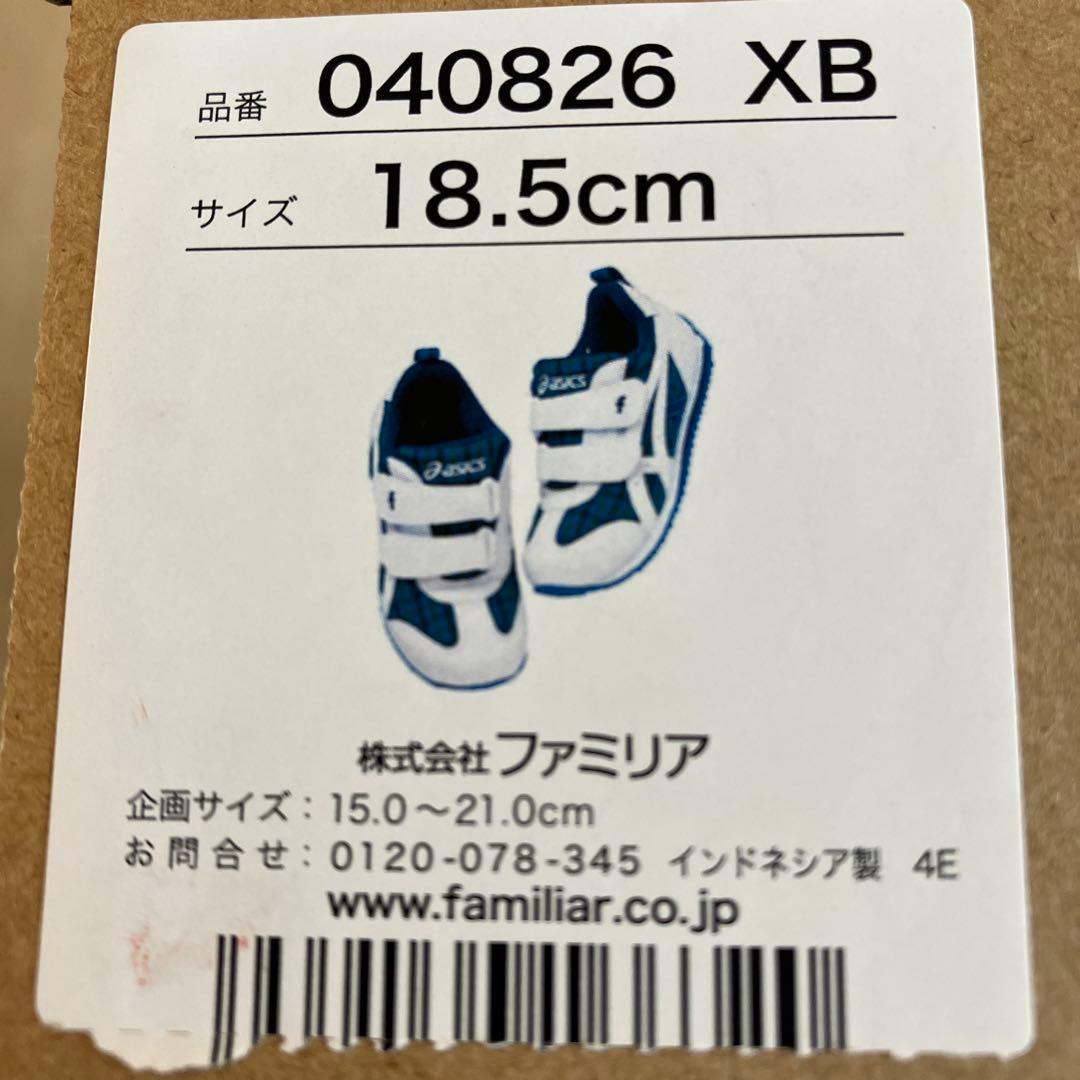 品番 040826 XB
サイズ 18.5cm
asics
f
asics
f
株式会社ファミリア
企画サイズ：15.0～21.0cm
お問合せ：0120-078-345 インドネシア製 4E
www.familiar.co.jp